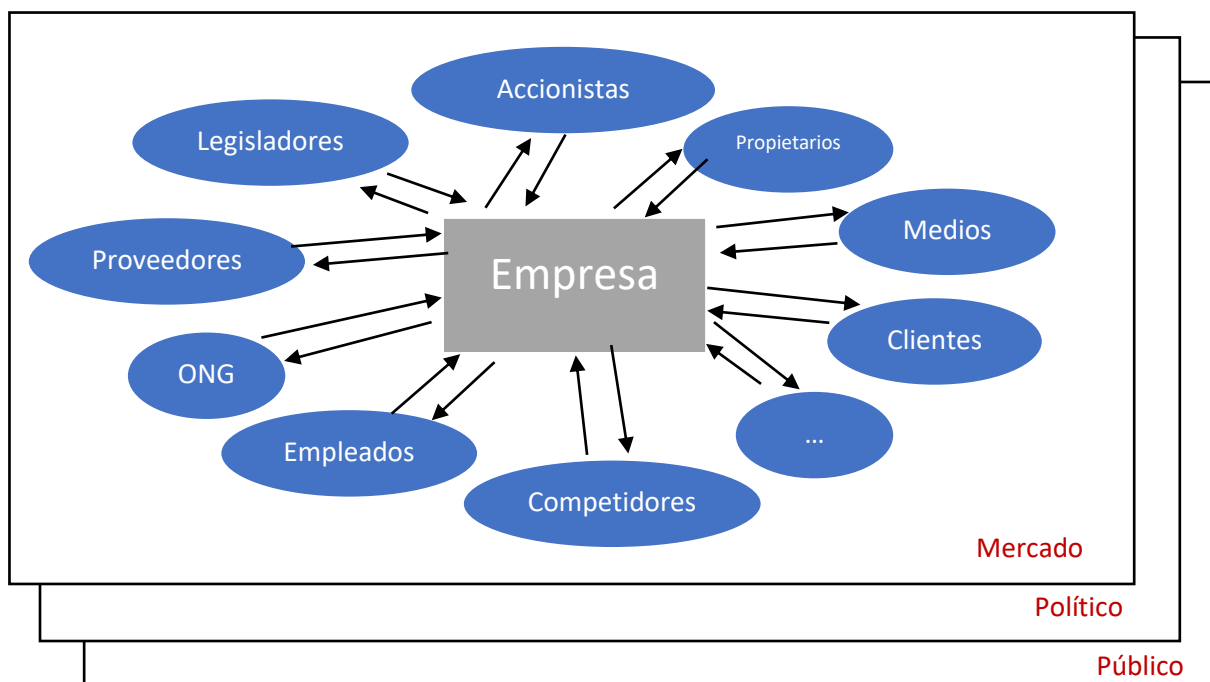 Accionistas
Legisladores
Propietarios
Medios
Proveedores
Empresa
Clientes
ONG
...
Empleados
Competidores
Mercado
Político
Público